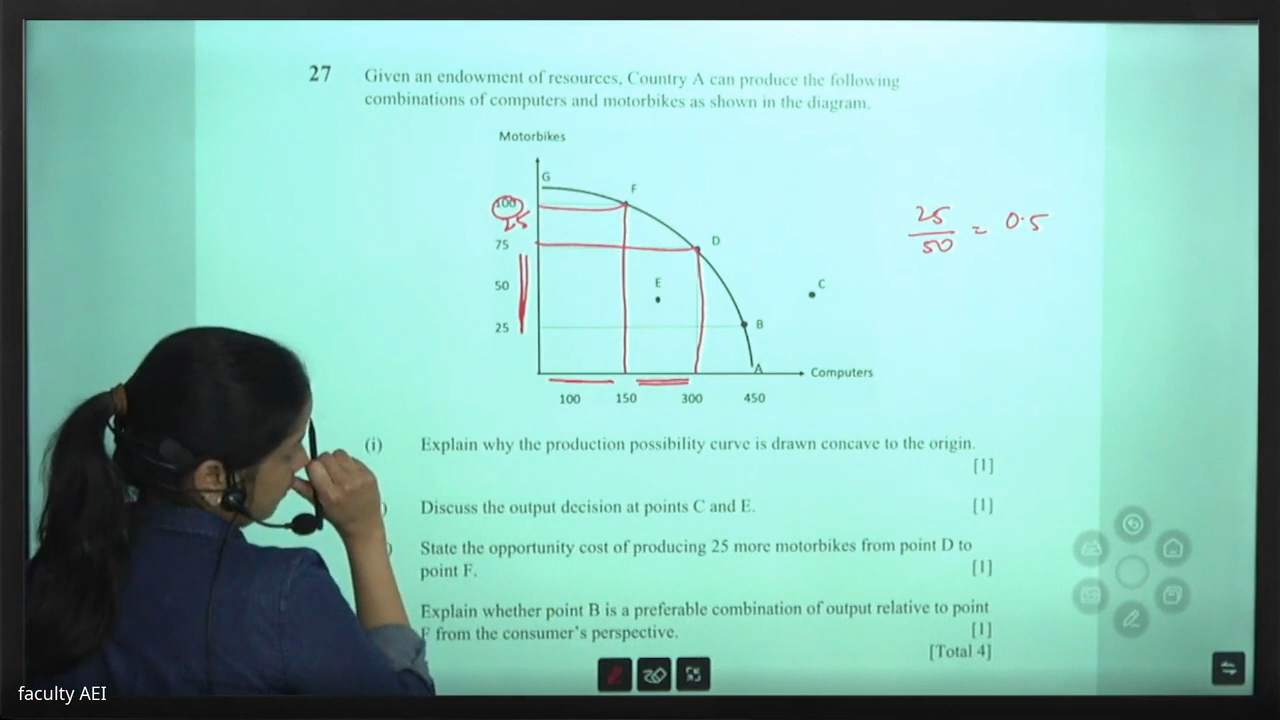 27 Given an endowment of resources, Country A can produce the following
combinations of computers and motorbikes as shown in the diagram.
Motorbikes
G
F
100
25
75
D
50
E
C
25
B
A
Computers
100 150 300 450
25
50
= 0.5
(i) Explain why the production possibility curve is drawn concave to the origin.
[1]
) Discuss the output decision at points C and E. [1]
) State the opportunity cost of producing 25 more motorbikes from point D to
point F. [1]
Explain whether point B is a preferable combination of output relative to point
F from the consumer's perspective. [1]
[Total 4]
faculty AEI